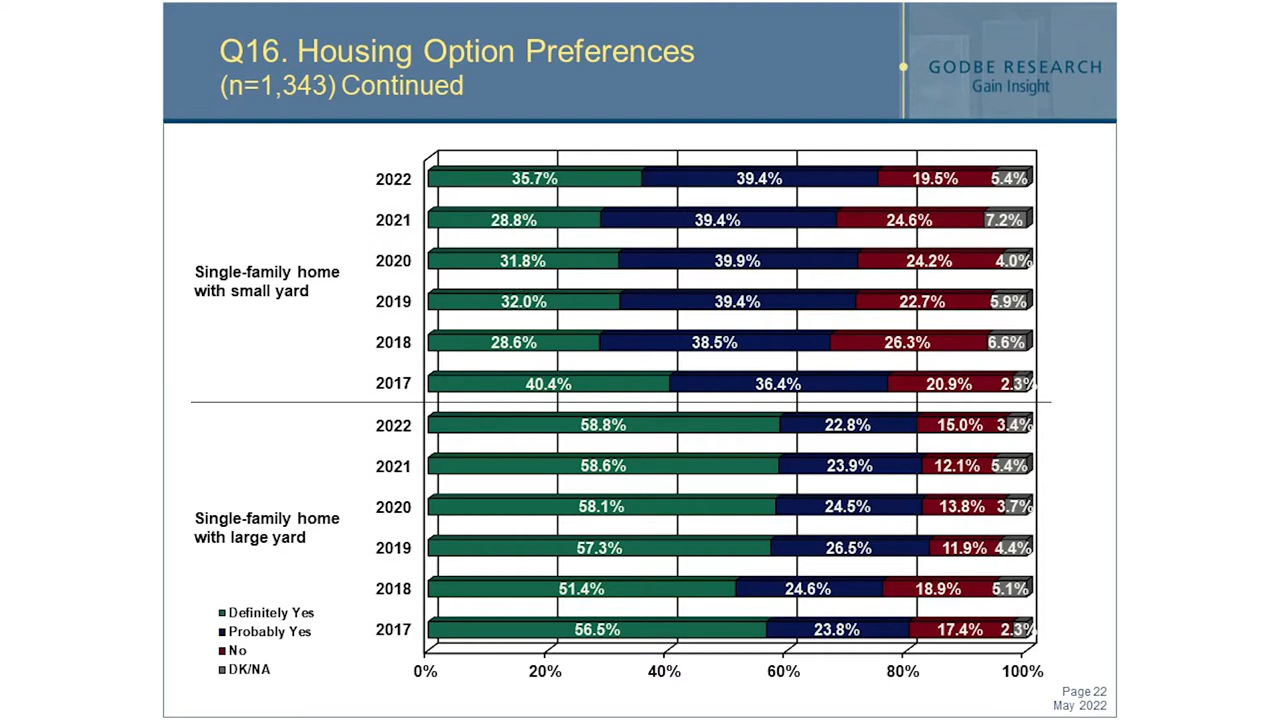 Q16. Housing Option Preferences
(n=1,343) Continued
GODBE RESEARCH
Gain Insight
Single-family home
with small yard
2022 35.7% 39.4% 19.5% 5.4%
2021 28.8% 39.4% 24.6% 7.2%
2020 31.8% 39.9% 24.2% 4.0%
2019 32.0% 39.4% 22.7% 5.9%
2018 28.6% 38.5% 26.3% 6.6%
2017 40.4% 36.4% 20.9% 2.3%
Single-family home
with large yard
2022 58.8% 22.8% 15.0% 3.4%
2021 58.6% 23.9% 12.1% 5.4%
2020 58.1% 24.5% 13.8% 3.7%
2019 57.3% 26.5% 11.9% 4.4%
2018 51.4% 24.6% 18.9% 5.1%
2017 56.5% 23.8% 17.4% 2.3%
Definitely Yes
Probably Yes
No
DK/NA
0% 20% 40% 60% 80% 100%
Page 22
May 2022